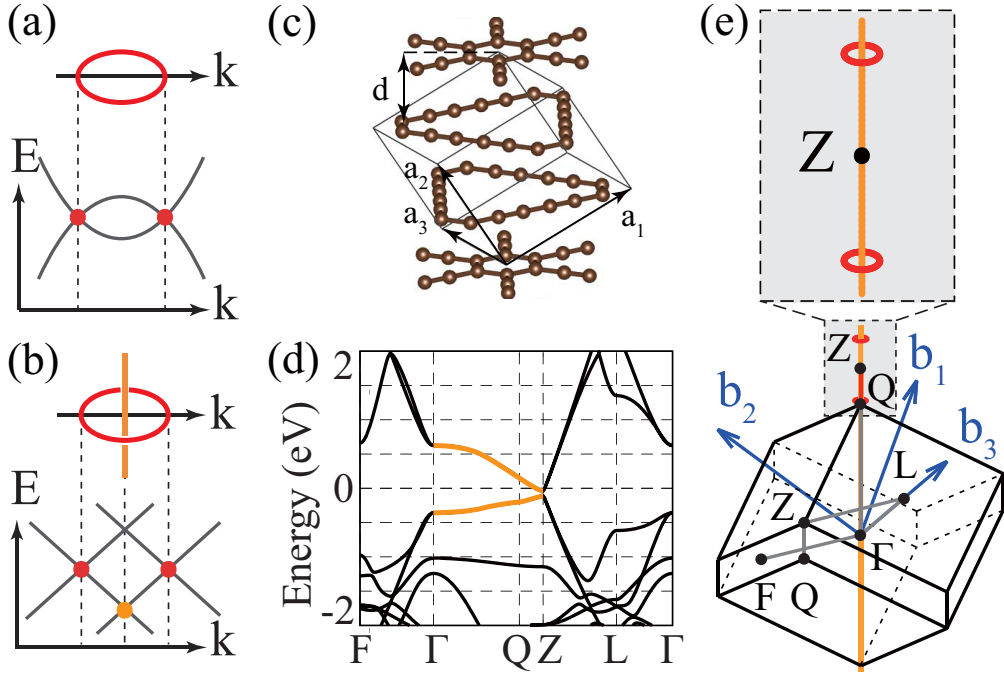 (a)
k
E
k
(b)
k
E
k
(c)
d
a2
a3
a1
(d)
Energy (eV)
2
0
-2
F Γ Q Z L Γ
(e)
Z
Z
Q
b1
b2
b3
L
Z
Γ
F
Q